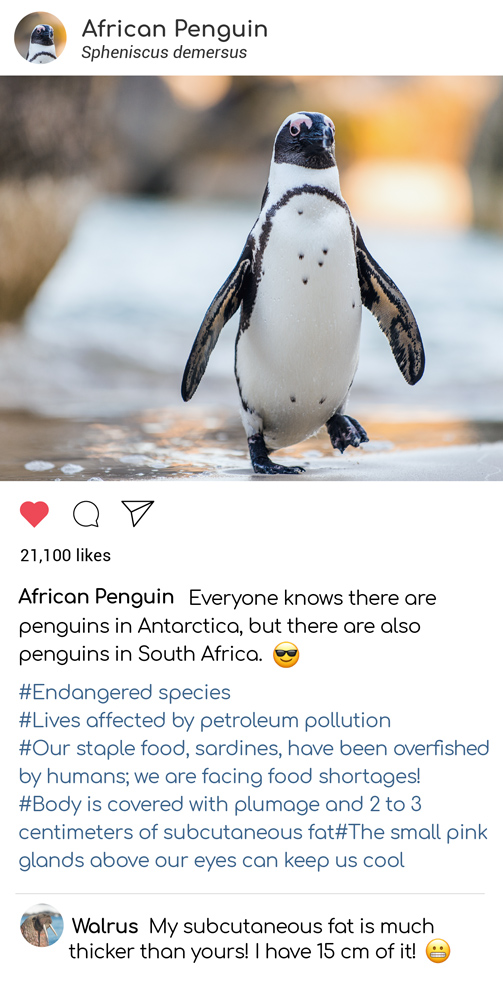 African Penguin
Spheniscus demersus
21,100 likes
African Penguin Everyone knows there are
penguins in Antarctica, but there are also
penguins in South Africa. 😎
#Endangered species
#Lives affected by petroleum pollution
#Our staple food, sardines, have been overfished
by humans; we are facing food shortages!
#Body is covered with plumage and 2 to 3
centimeters of subcutaneous fat#The small pink
glands above our eyes can keep us cool
Walrus My subcutaneous fat is much
thicker than yours! I have 15 cm of it! 😬